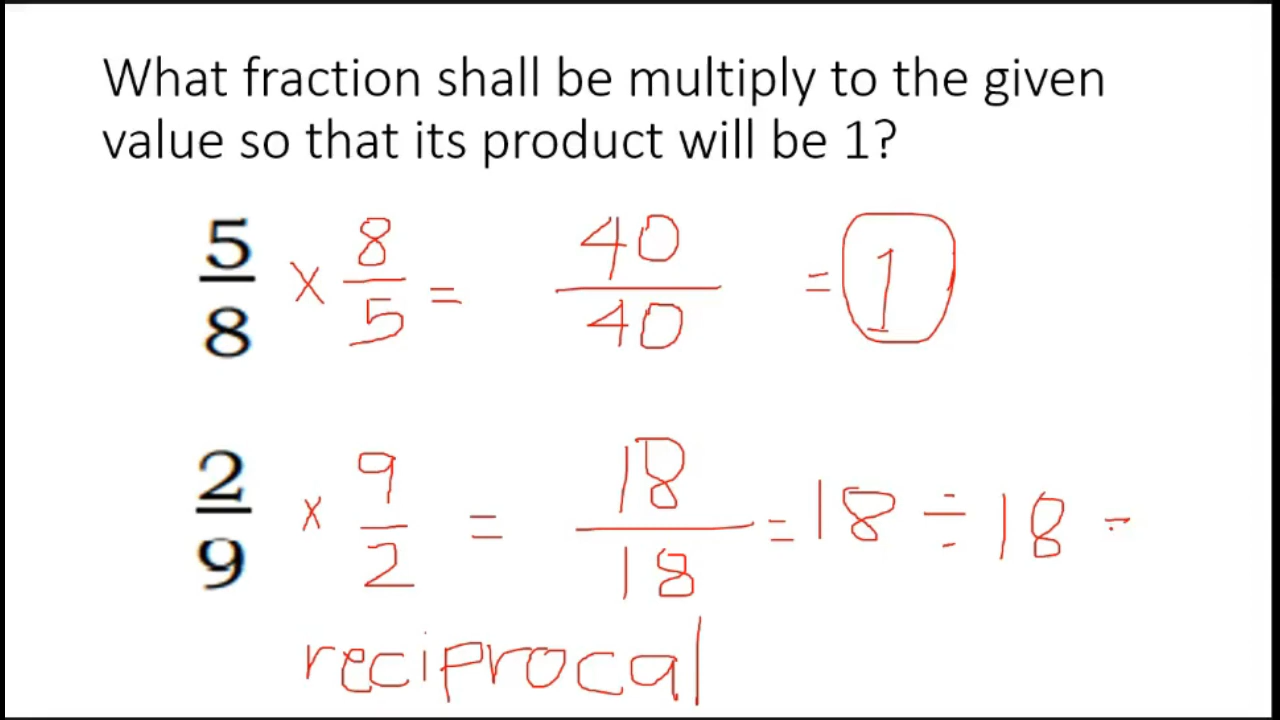 What fraction shall be multiply to the given
value so that its product will be 1?
5/8 × 8/5 = 40/40 = 1
2/9 × 9/2 = 18/18 = 18 ÷ 18 =
reciprocal